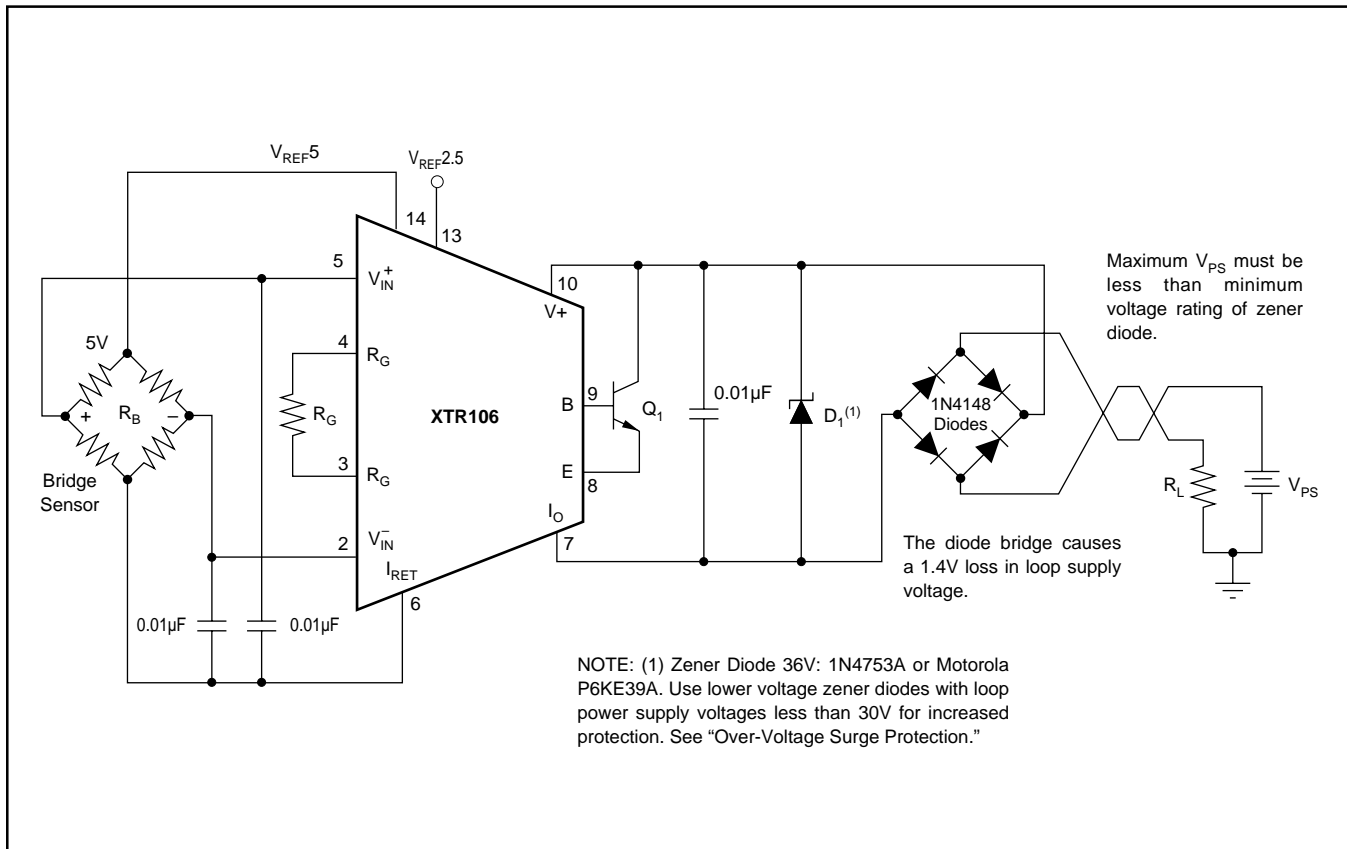 V_REF5
V_REF2.5
14
13
5
V_IN^+
10
V+
4
R_G
5V
+
R_B
–
R_G
XTR106
B
9
Q_1
0.01µF
D_1^(1)
1N4148
Diodes
Maximum V_PS must be
less than minimum
voltage rating of zener
diode.
3
R_G
E
8
Bridge
Sensor
R_L
V_PS
I_O
7
2
V_IN^–
I_RET
6
The diode bridge causes
a 1.4V loss in loop supply
voltage.
0.01µF
0.01µF
NOTE: (1) Zener Diode 36V: 1N4753A or Motorola
P6KE39A. Use lower voltage zener diodes with loop
power supply voltages less than 30V for increased
protection. See “Over-Voltage Surge Protection.”